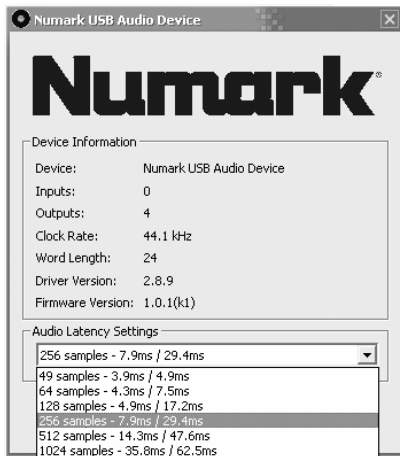 Numark USB Audio Device
Numark®
Device Information
Device: Numark USB Audio Device
Inputs: 0
Outputs: 4
Clock Rate: 44.1 kHz
Word Length: 24
Driver Version: 2.8.9
Firmware Version: 1.0.1(k1)
Audio Latency Settings
256 samples - 7.9ms / 29.4ms
49 samples - 3.9ms / 4.9ms
64 samples - 4.3ms / 7.5ms
128 samples - 4.9ms / 17.2ms
256 samples - 7.9ms / 29.4ms
512 samples - 14.3ms / 47.6ms
1024 samples - 35.8ms / 62.5ms